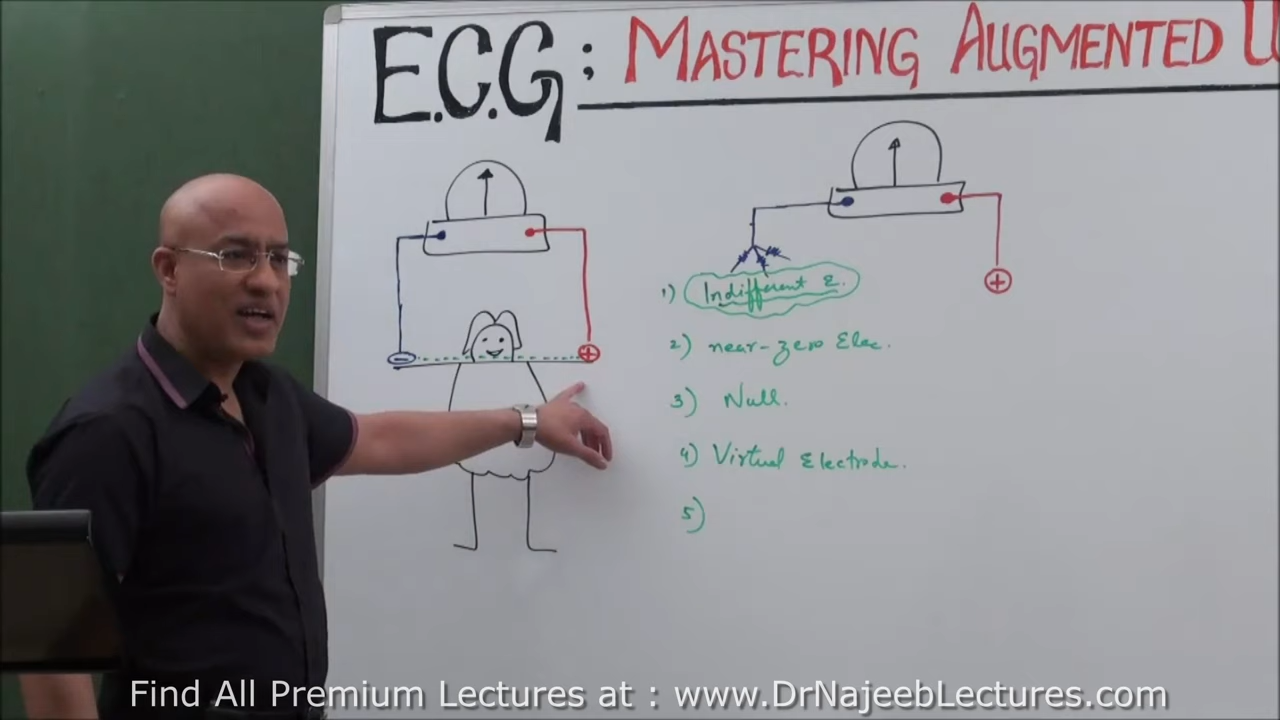 E.C.G; MASTERING AUGMENTED U
1) Indifferent E.
2) near-zero Elec.
3) Null.
4) Virtual Electrode.
5)
Find All Premium Lectures at : www.DrNajeebLectures.com